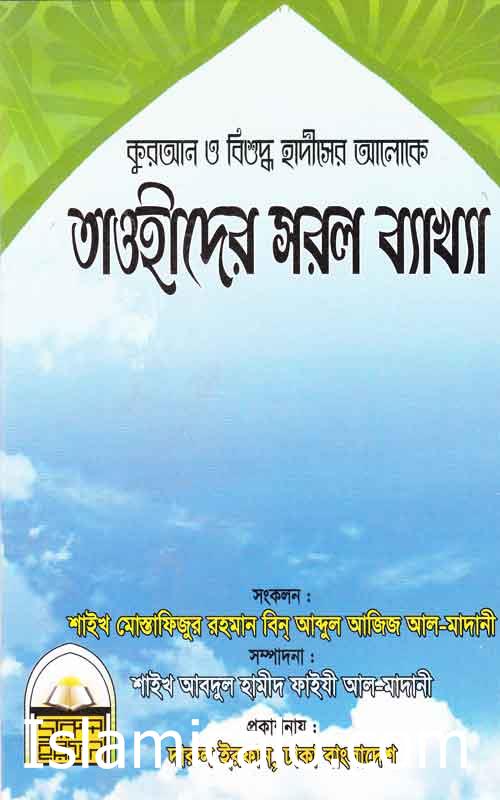 কুরআন ও বিশুদ্ধ হাদীসের আলোকে
তাওহীদের সরল ব্যাখ্যা
সংকলন :
শাইখ মোস্তাফিজুর রহমান বিন্ আব্দুল আজিজ আল-মাদানী
সম্পাদনা :
শাইখ আবদুল হামীদ ফাইযী আল-মাদানী
প্রকাশনায় :
ঢাকা বাংলাদেশ